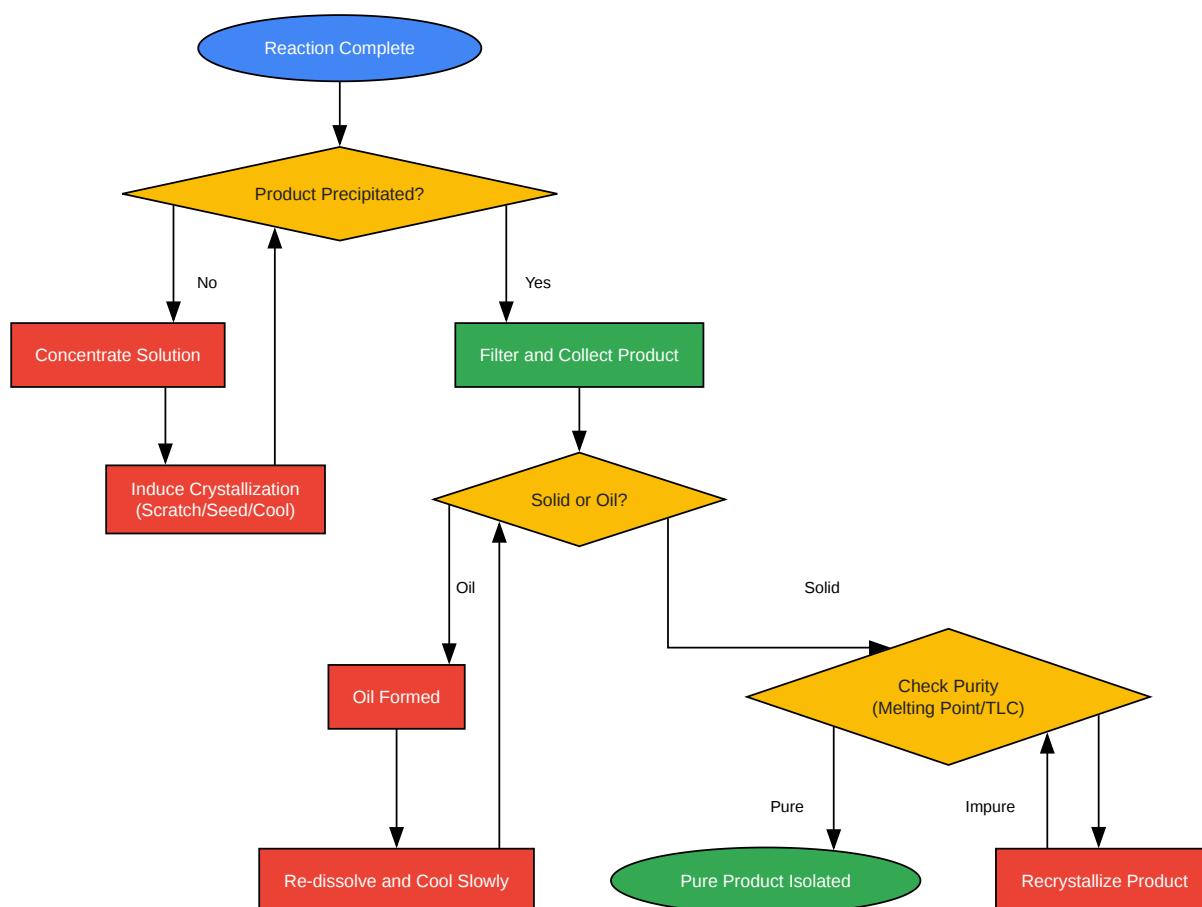 Reaction Complete
Product Precipitated?
No
Yes
Concentrate Solution
Filter and Collect Product
Induce Crystallization
(Scratch/Seed/Cool)
Solid or Oil?
Oil
Solid
Oil Formed
Check Purity
(Melting Point/TLC)
Pure
Impure
Re-dissolve and Cool Slowly
Pure Product Isolated
Recrystallize Product